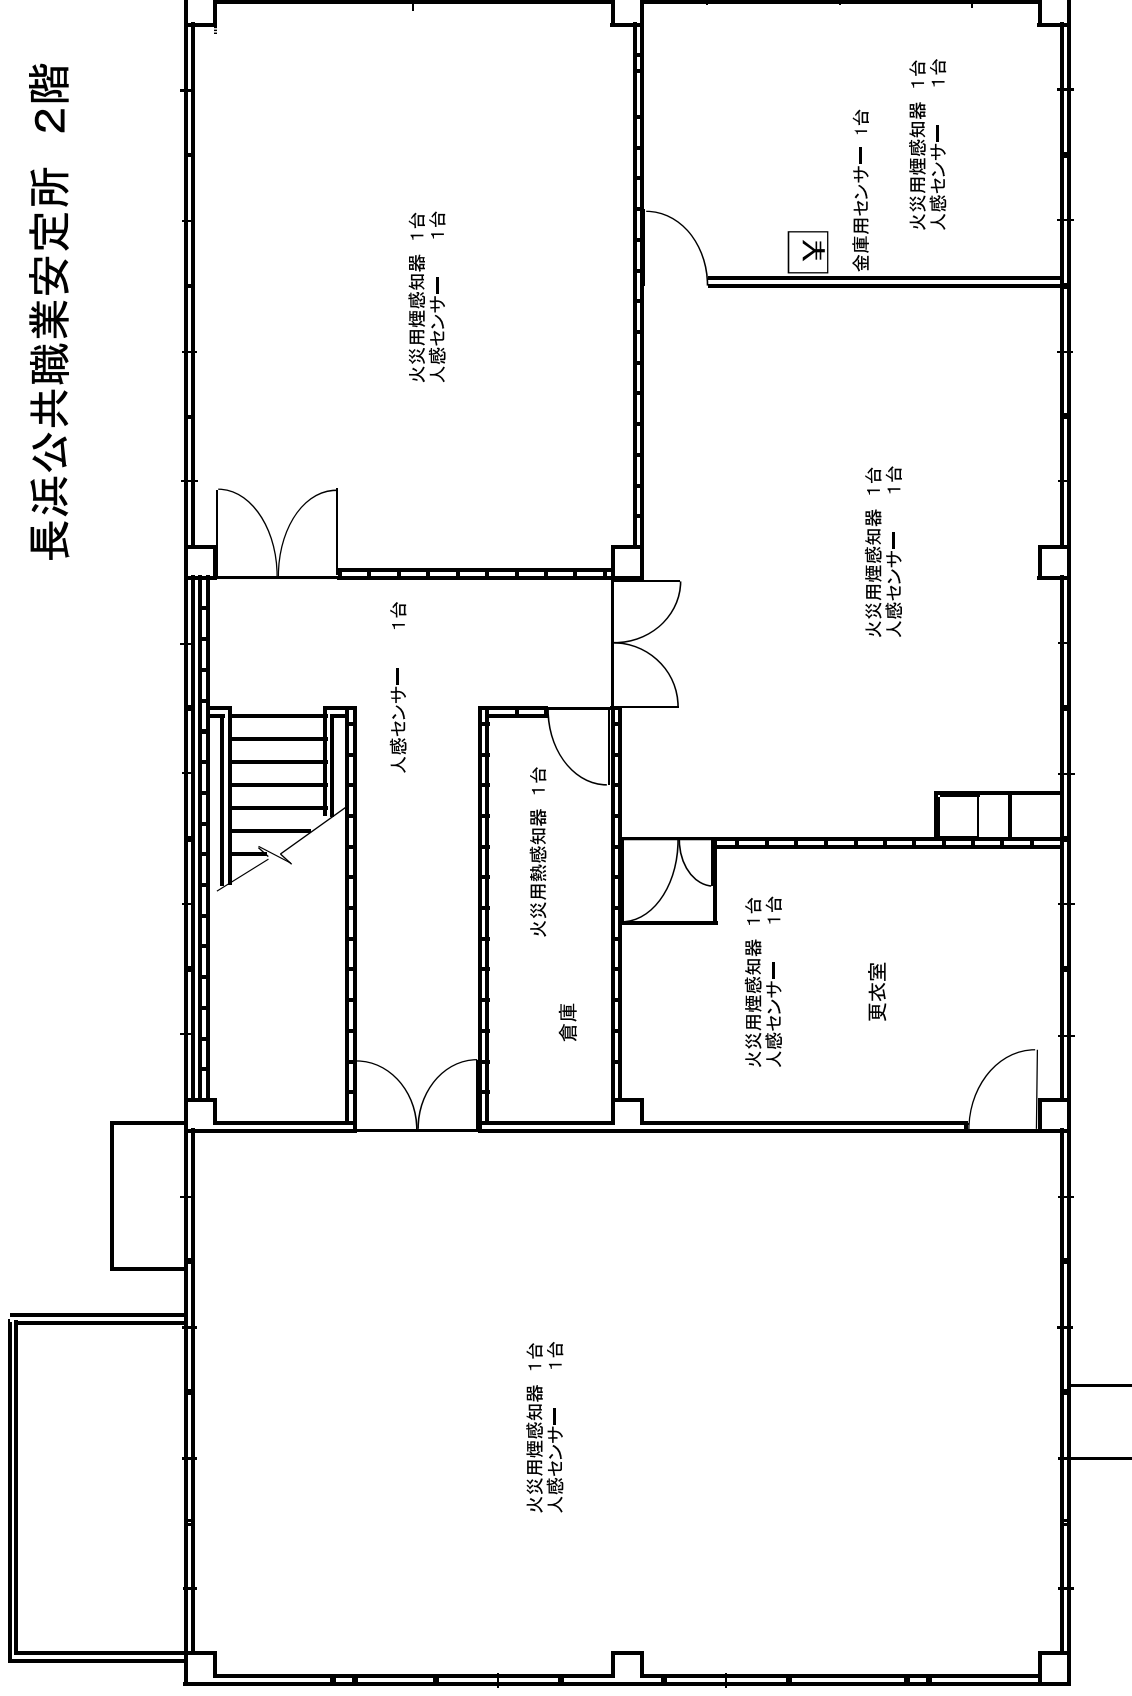 長浜公共職業安定所　２階
火災用煙感知器　１台
人感センサー　　１台
金庫用センサー　１台
火災用煙感知器　１台
人感センサー　　１台
火災用煙感知器　１台
人感センサー　　１台
人感センサー　　１台
火災用熱感知器　１台
倉庫
火災用煙感知器　１台
人感センサー　　１台
更衣室
火災用煙感知器　１台
人感センサー　　１台